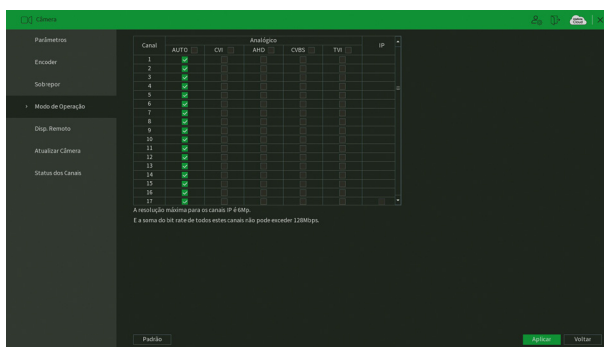 Câmera
Parâmetros
Encoder
Sobrepor
Modo de Operação
Disp. Remoto
Atualizar Câmera
Status dos Canais
Canal Analógico IP
AUTO CVI AHD CVBS TVI
1
2
3
4
5
6
7
8
9
10
11
12
13
14
15
16
17
A resolução máxima para os canais IP é 6Mp.
E a soma do bit rate de todos estes canais não pode exceder 128Mbps.
Padrão Aplicar Voltar